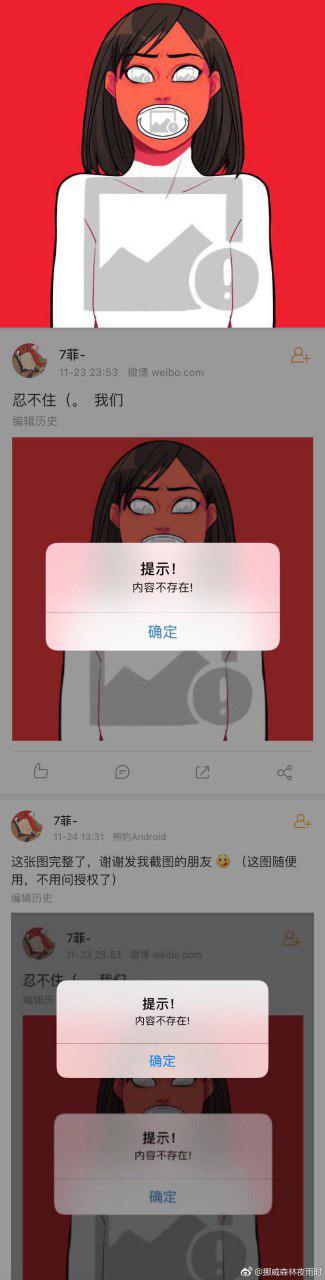 7菲-
11-23 23:53 微博 weibo.com
忍不住（。 我们
编辑历史
提示！
内容不存在!
确定
7菲-
11-24 13:31 熊的Android
这张图完整了，谢谢发我截图的朋友（这图随便
用，不用问授权了）
编辑历史
7菲-
11-23 23:53 微博 weibo.com
忍不住（。 我们
编辑历
提示！
内容不存在!
确定
提示！
内容不存在!
确定
@挪威森林夜雨时